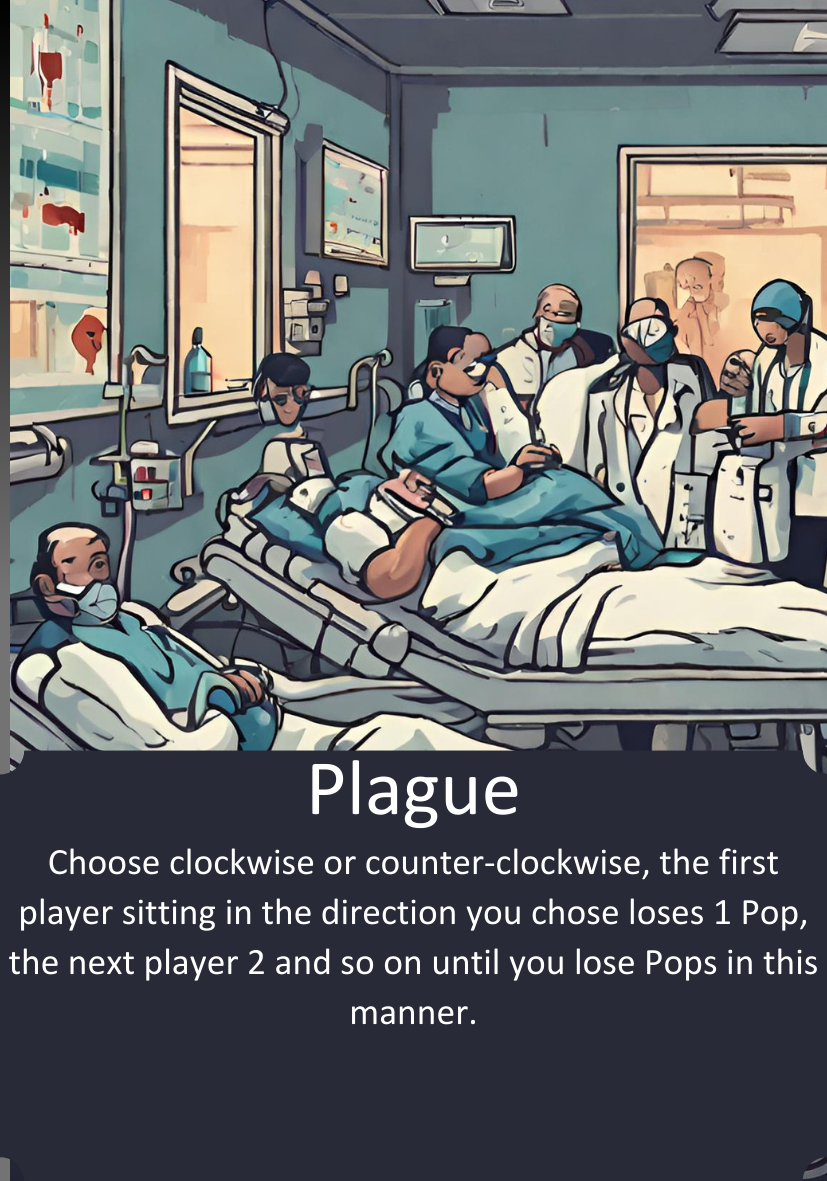 Plague
Choose clockwise or counter-clockwise, the first
player sitting in the direction you chose loses 1 Pop,
the next player 2 and so on until you lose Pops in this
manner.